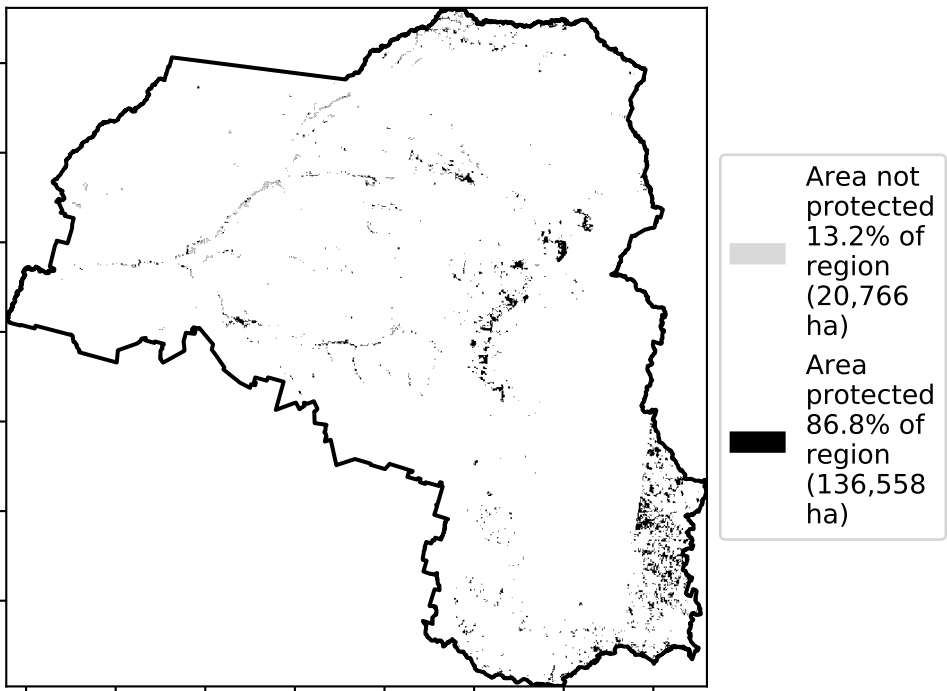 Area not
protected
13.2% of
region
(20,766
ha)
Area
protected
86.8% of
region
(136,558
ha)